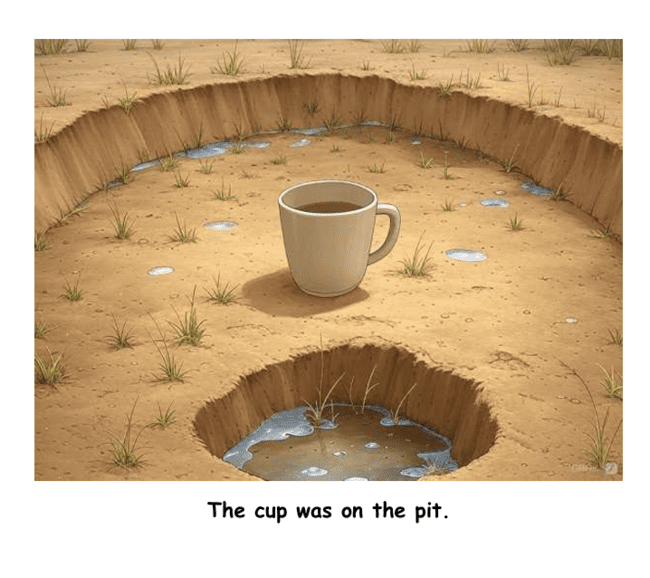 The cup was on the pit.